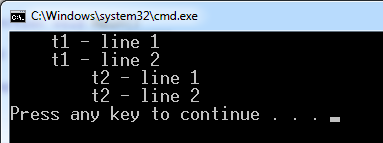 C:\Windows\system32\cmd.exe
t1 - line 1
t1 - line 2
t2 - line 1
t2 - line 2
Press any key to continue . . .